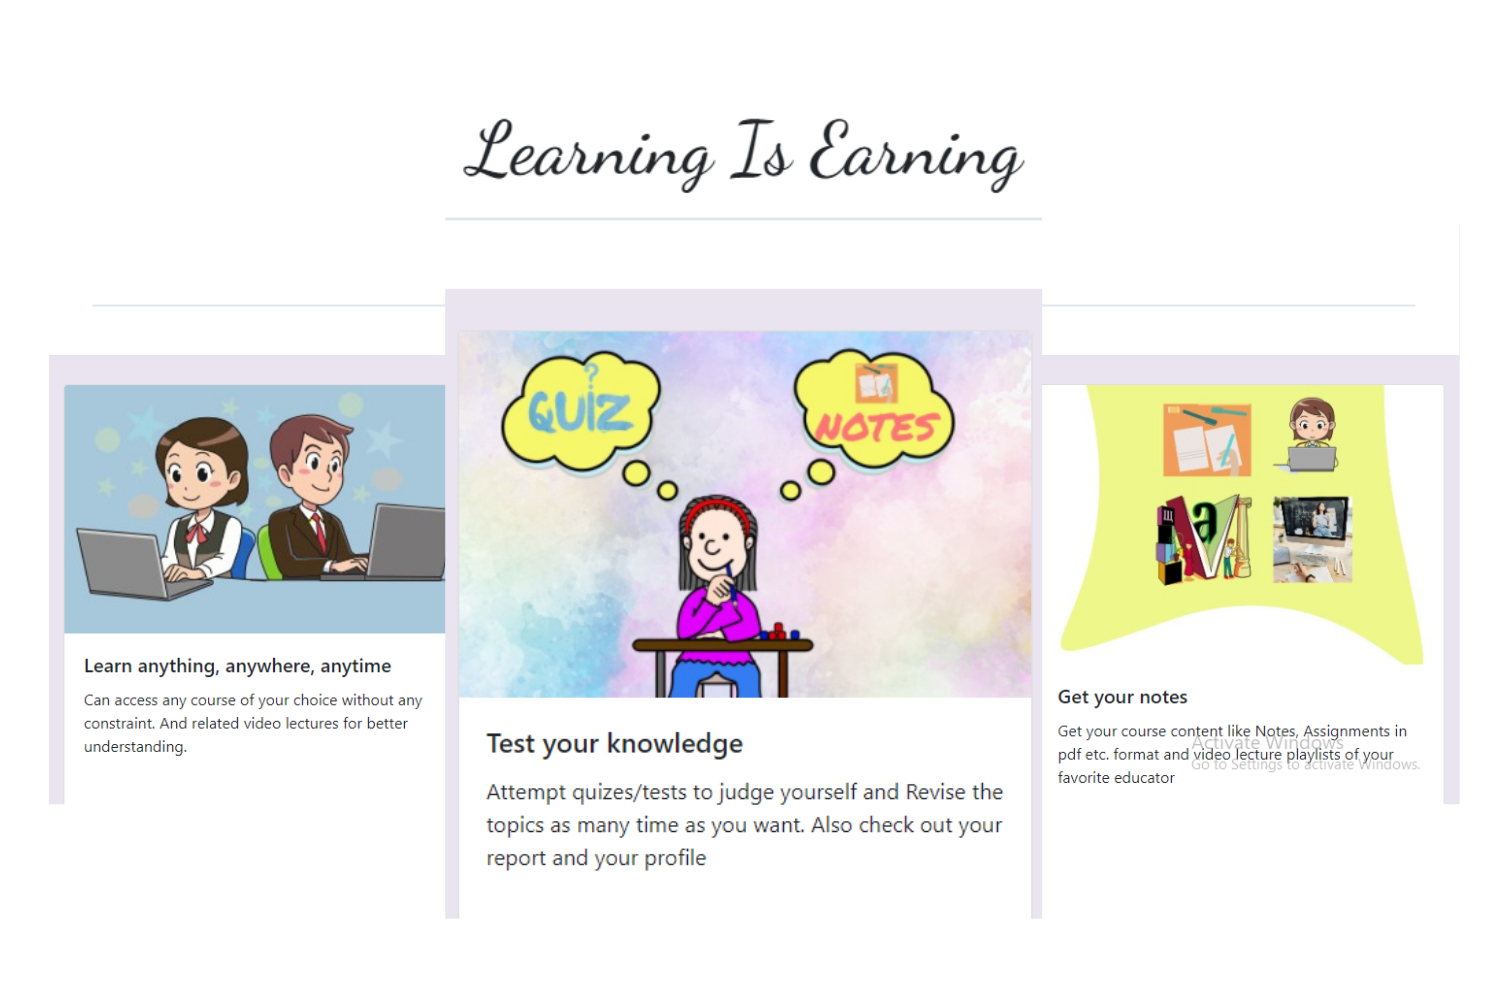 Learning Is Earning
QUIZ
?
NOTES
Learn anything, anywhere, anytime
Can access any course of your choice without any
constraint. And related video lectures for better
understanding.
Test your knowledge
Attempt quizes/tests to judge yourself and Revise the
topics as many time as you want. Also check out your
report and your profile
a
Get your notes
Get your course content like Notes, Assignments in
pdf etc. format and video lecture playlists of your
favorite educator
Activate Windows
Go to Settings to activate Windows.